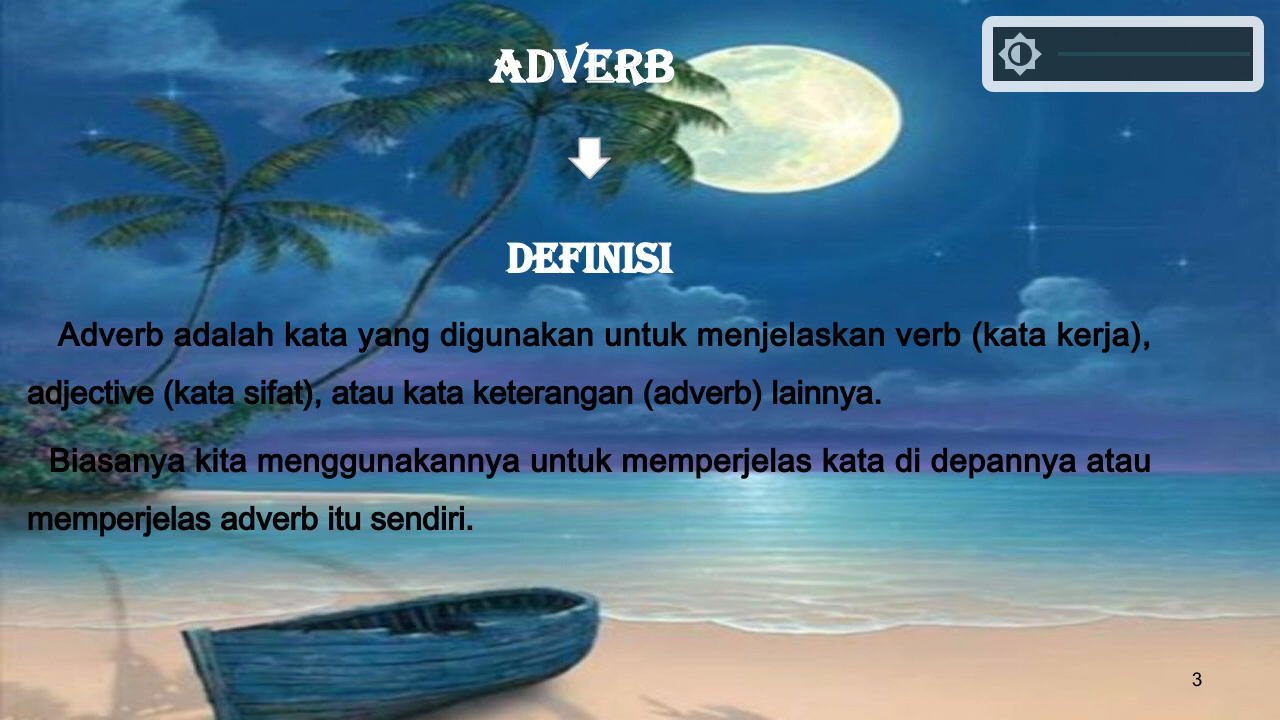 ADVERB
DEFINISI
Adverb adalah kata yang digunakan untuk menjelaskan verb (kata kerja),
adjective (kata sifat), atau kata keterangan (adverb) lainnya.
Biasanya kita menggunakannya untuk memperjelas kata di depannya atau
memperjelas adverb itu sendiri.
3